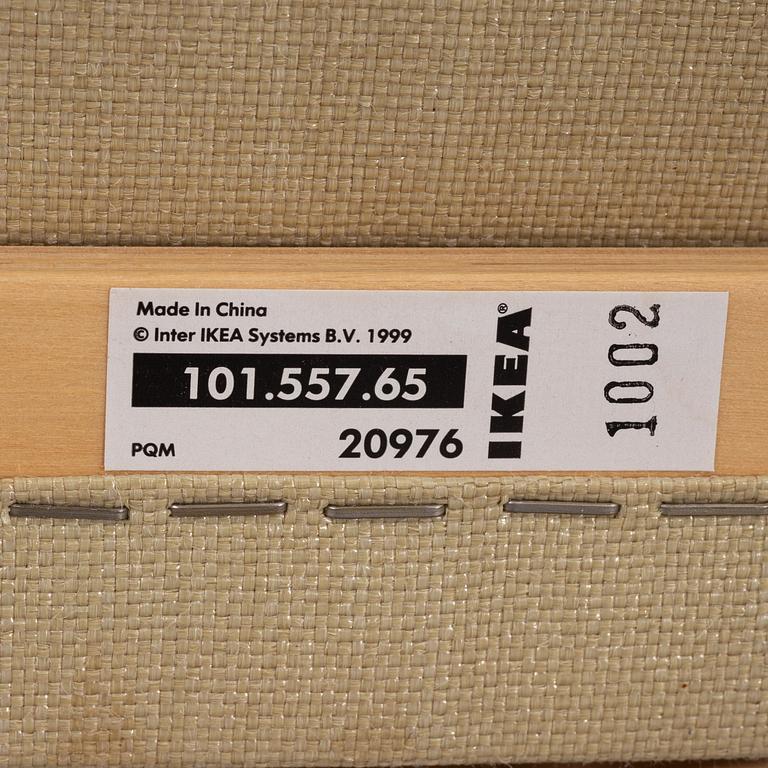 Made In China
© Inter IKEA Systems B.V. 1999
101.557.65
PQM 20976
IKEA®
1002